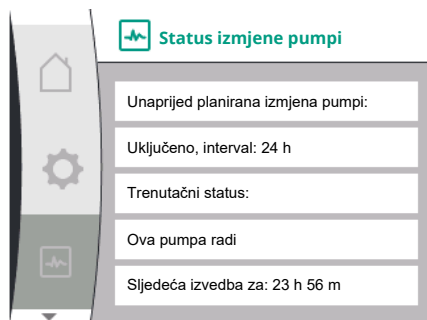 Status izmjene pumpi
Unaprijed planirana izmjena pumpi:
Uključeno, interval: 24 h
Trenutačni status:
Ova pumpa radi
Sljedeća izvedba za: 23 h 56 m